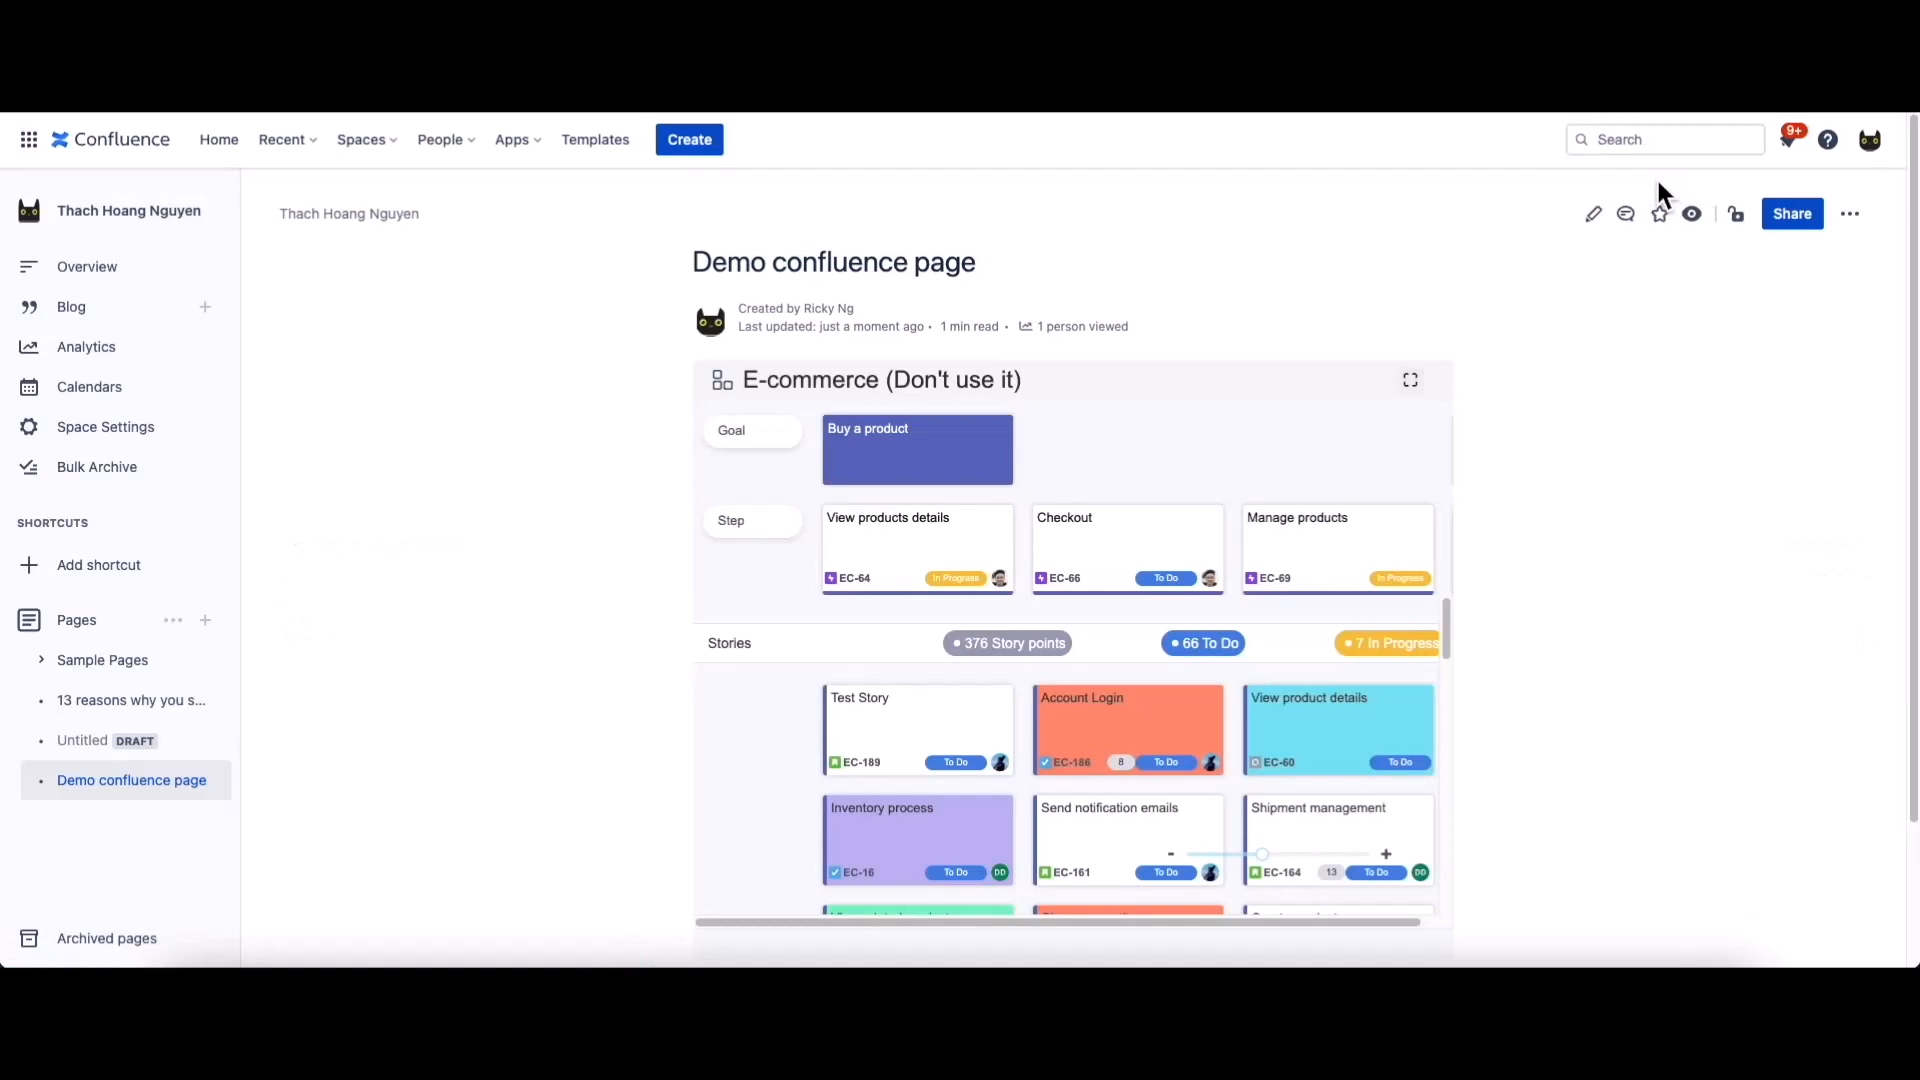 Confluence
Home
Recent
Spaces
People
Apps
Templates
Create
Search
9+
Thach Hoang Nguyen
Overview
Blog
Analytics
Calendars
Space Settings
Bulk Archive
SHORTCUTS
Add shortcut
Pages
Sample Pages
13 reasons why you s...
Untitled DRAFT
Demo confluence page
Archived pages
Thach Hoang Nguyen
Share
Demo confluence page
Created by Ricky Ng
Last updated: just a moment ago • 1 min read • 1 person viewed
E-commerce (Don't use it)
Goal
Buy a product
Step
View products details
EC-64 In Progress
Checkout
EC-66 To Do
Manage products
EC-69 In Progress
Stories
• 376 Story points
• 66 To Do
• 7 In Progress
Test Story
EC-189 To Do
Account Login
EC-186 8 To Do
View product details
EC-60 To Do
Inventory process
EC-16 To Do DD
Send notification emails
EC-161 To Do
Shipment management
- +
EC-164 13 To Do DD